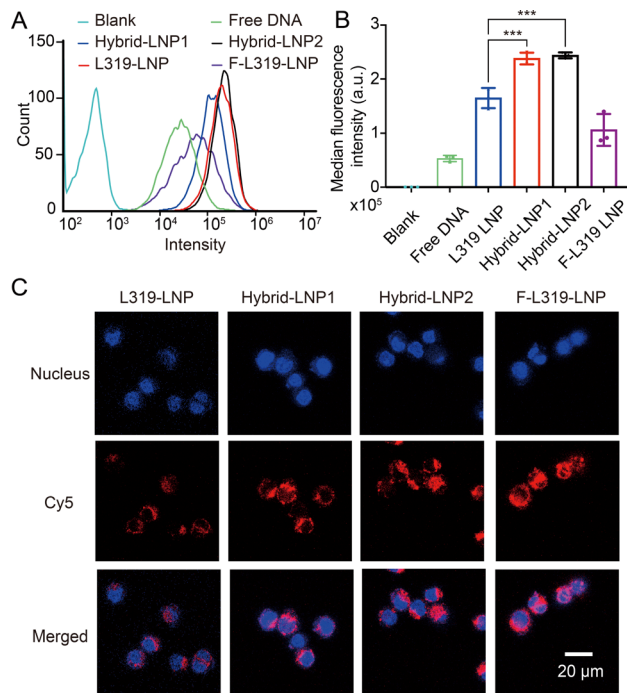 A
Blank
Free DNA
Hybrid-LNP1
Hybrid-LNP2
L319-LNP
F-L319-LNP
150
100
50
0
Count
10² 10³ 10⁴ 10⁵ 10⁶ 10⁷
Intensity
B
Median fluorescence
intensity (a.u.)
3
2
1
0
x10⁵
***
***
Blank
Free DNA
L319 LNP
Hybrid-LNP1
Hybrid-LNP2
F-L319 LNP
C
L319-LNP Hybrid-LNP1 Hybrid-LNP2 F-L319-LNP
Nucleus
Cy5
Merged
20 μm